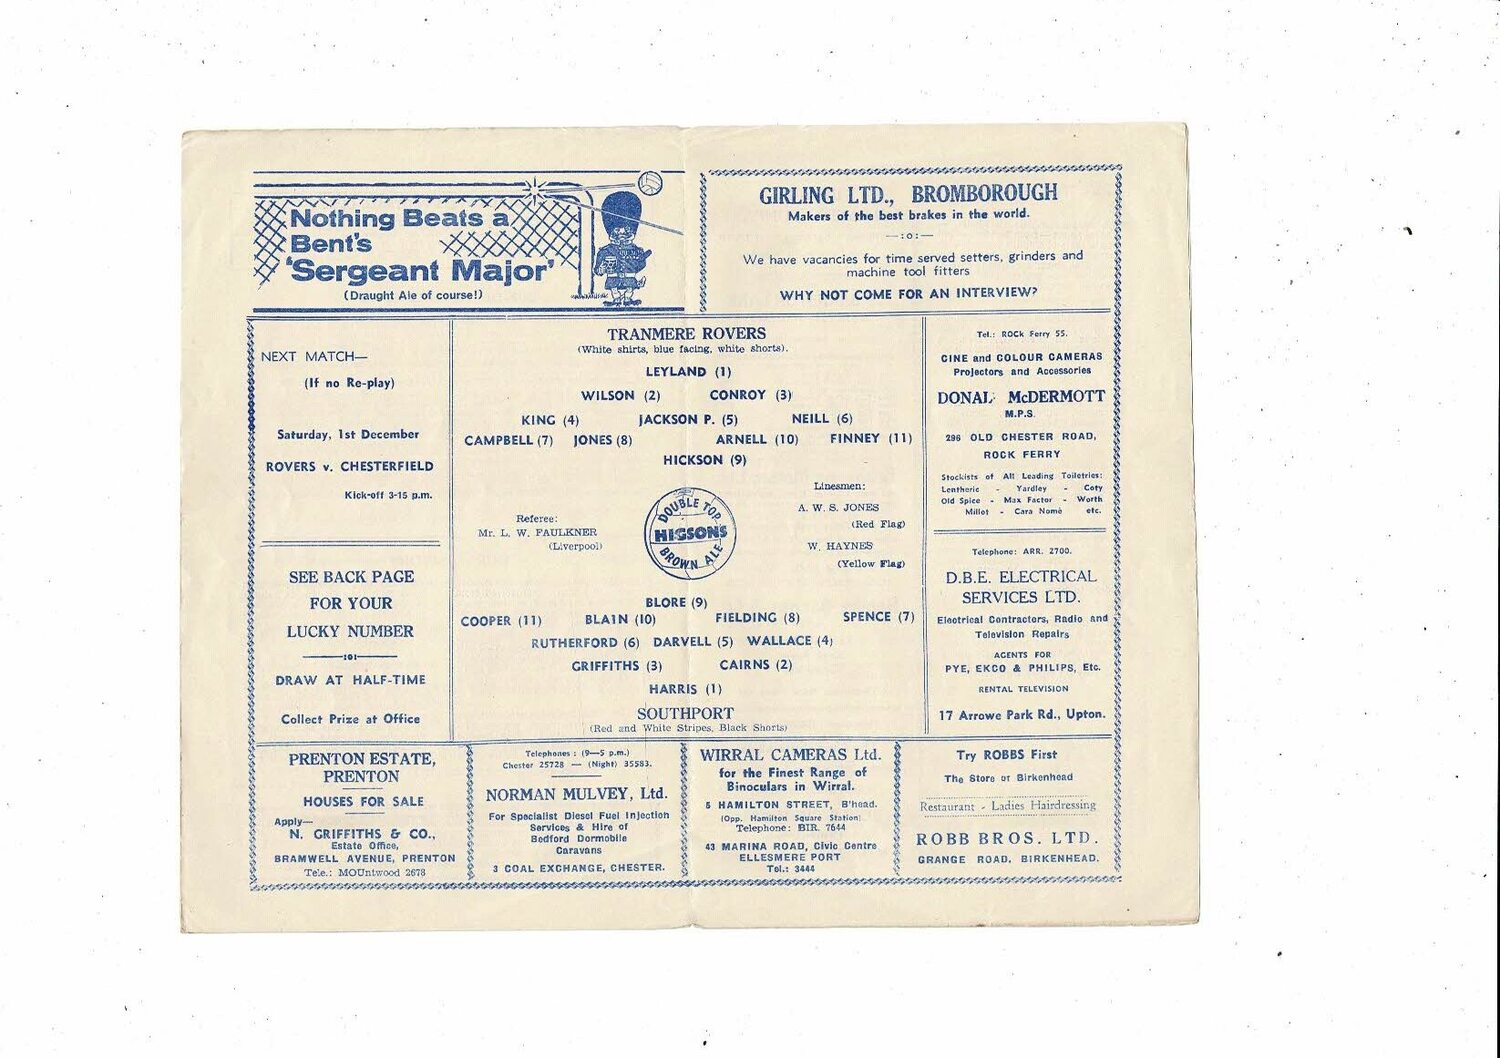 Nothing Beats a
Bent's
'Sergeant Major'
(Draught Ale of course!)
GIRLING LTD., BROMBOROUGH
Makers of the best brakes in the world.
—:o:—
We have vacancies for time served setters, grinders and
machine tool fitters
WHY NOT COME FOR AN INTERVIEW?
NEXT MATCH—
(If no Re-play)
Saturday, 1st December
ROVERS v. CHESTERFIELD
Kick-off 3-15 p.m.
SEE BACK PAGE
FOR YOUR
LUCKY NUMBER
—:o:—
DRAW AT HALF-TIME
Collect Prize at Office
TRANMERE ROVERS
(White shirts, blue facing, white shorts).
LEYLAND (1)
WILSON (2) CONROY (3)
KING (4) JACKSON P. (5) NEILL (6)
CAMPBELL (7) JONES (8) ARNELL (10) FINNEY (11)
HICKSON (9)
Referee:
Mr. L. W. FAULKNER
(Liverpool)
DOUBLE TOP
HIGSONS
BROWN ALE
Linesmen:
A. W. S. JONES
(Red Flag)
W. HAYNES
(Yellow Flag)
BLORE (9)
COOPER (11) BLAIN (10) FIELDING (8) SPENCE (7)
RUTHERFORD (6) DARVELL (5) WALLACE (4)
GRIFFITHS (3) CAIRNS (2)
HARRIS (1)
SOUTHPORT
(Red and White Stripes, Black Shorts)
Tel.: ROCk Ferry 55.
CINE and COLOUR CAMERAS
Projectors and Accessories
DONAL McDERMOTT
M.P.S.
296 OLD CHESTER ROAD,
ROCK FERRY
Stockists of All Leading Toiletries:
Lentheric - Yardley - Coty
Old Spice - Max Factor - Worth
Millot - Cara Nome etc.
Telephone: ARR. 2700.
D.B.E. ELECTRICAL
SERVICES LTD.
Electrical Contractors, Radio and
Television Repairs
AGENTS FOR
PYE, EKCO & PHILIPS, Etc.
RENTAL TELEVISION
17 Arrowe Park Rd., Upton.
PRENTON ESTATE,
PRENTON
HOUSES FOR SALE
Apply—
N. GRIFFITHS & CO.,
Estate Office,
BRAMWELL AVENUE, PRENTON
Tele.: MOUntwood 2678
Telephones: (9—5 p.m.)
Chester 25728 — (Night) 35583.
NORMAN MULVEY, Ltd.
For Specialist Diesel Fuel Injection
Services & Hire of
Bedford Dormobile
Caravans
3 COAL EXCHANGE, CHESTER.
WIRRAL CAMERAS Ltd.
for the Finest Range of
Binoculars in Wirral.
5 HAMILTON STREET, B'head.
(Opp. Hamilton Square Station)
Telephone: BIR. 7644
43 MARINA ROAD, Civic Centre
ELLESMERE PORT
Tel.: 3444
Try ROBBS First
The Store of Birkenhead
Restaurant - Ladies Hairdressing
ROBB BROS. LTD.
GRANGE ROAD, BIRKENHEAD.